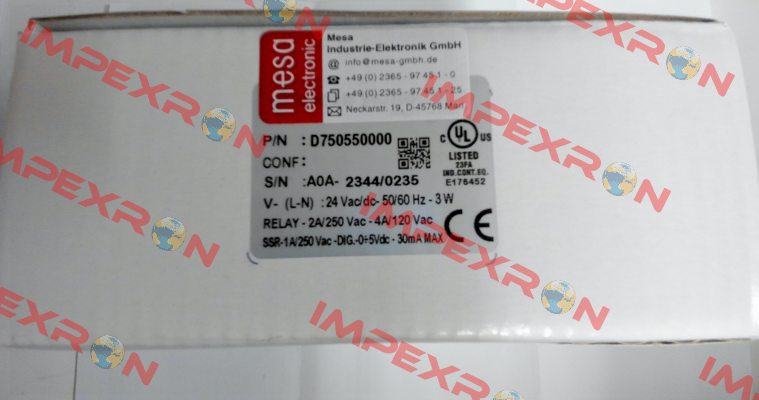 mesa
electronic
Mesa
Industrie-Elektronik GmbH
@ info@mesa-gmbh.de
+49 (0) 2365 - 97 45 1 - 0
+49 (0) 2365 - 97 45 1 - 25
Neckarstr. 19, D-45768 Marl
P/N : D750550000
CONF :
S/N : A0A- 2344/0235
V~ (L-N) : 24 Vac/dc- 50/60 Hz - 3 W
RELAY - 2A/250 Vac - 4A/120 Vac
SSR-1A/250 Vac -DIG.-0÷5Vdc - 30mA MAX
C UL US
LISTED
23FA
IND.CONT.EQ.
E176452
CE
IMPEXRON
IMPEXRON
IMPEXRON
IMPEXRON
IMPEXRON
IMPEXRON